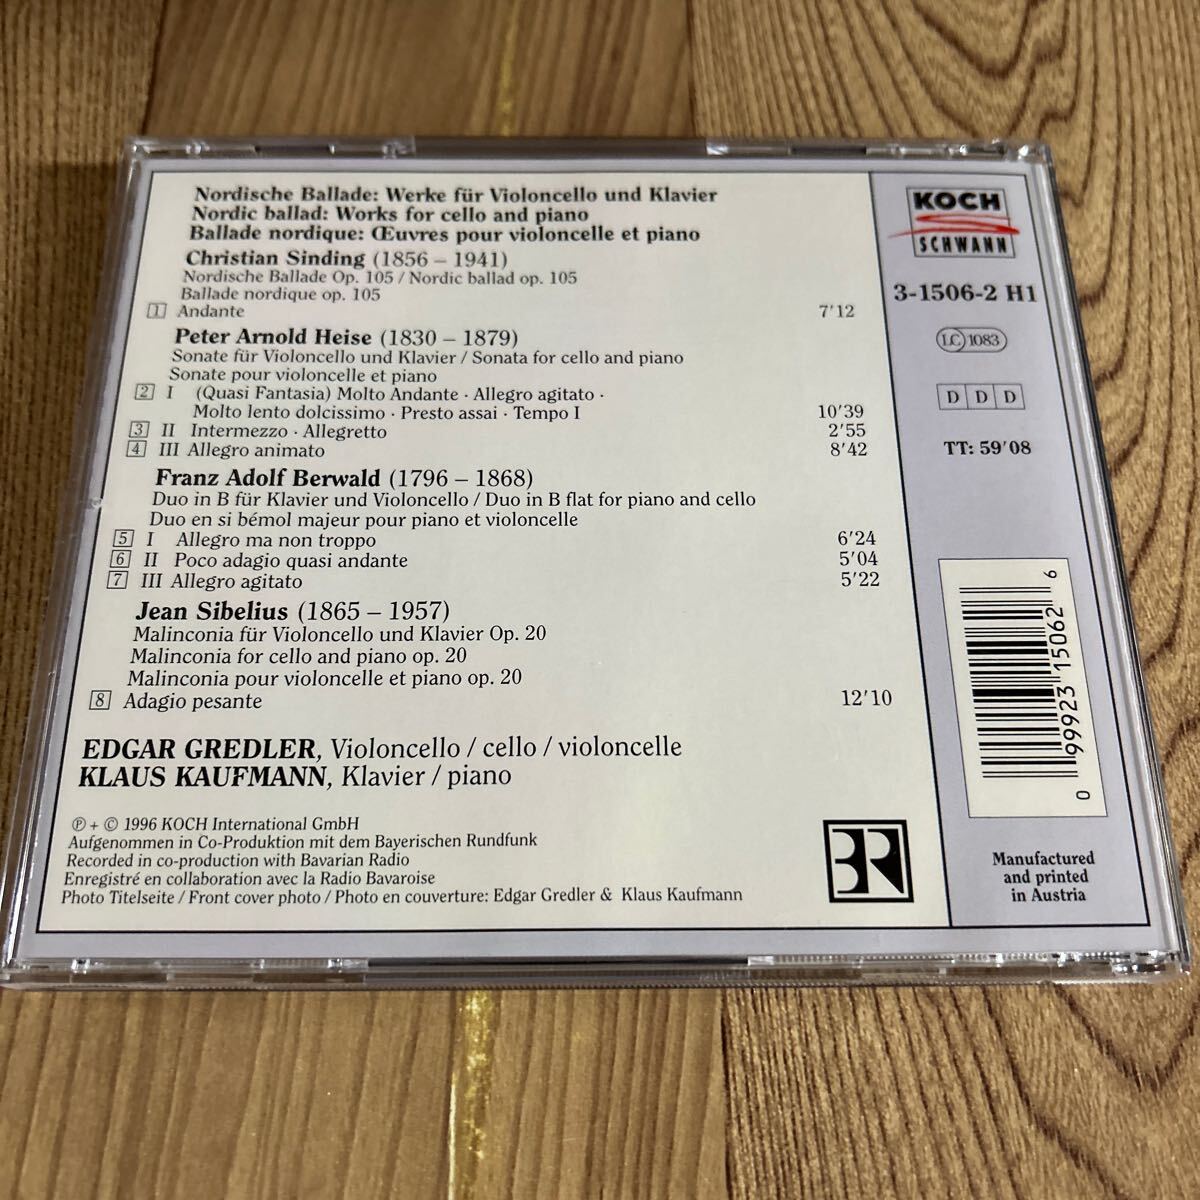 Nordische Ballade: Werke für Violoncello und Klavier
Nordic ballad: Works for cello and piano
Ballade nordique: Œuvres pour violoncelle et piano
Christian Sinding (1856 – 1941)
Nordische Ballade Op. 105 / Nordic ballad op. 105
Ballade nordique op. 105
1 Andante 7'12
Peter Arnold Heise (1830 – 1879)
Sonate für Violoncello und Klavier / Sonata for cello and piano
Sonate pour violoncelle et piano
2 I (Quasi Fantasia) Molto Andante · Allegro agitato ·
Molto lento dolcissimo · Presto assai · Tempo I 10'39
3 II Intermezzo · Allegretto 2'55
4 III Allegro animato 8'42
Franz Adolf Berwald (1796 – 1868)
Duo in B für Klavier und Violoncello / Duo in B flat for piano and cello
Duo en si bémol majeur pour piano et violoncelle
5 I Allegro ma non troppo 6'24
6 II Poco adagio quasi andante 5'04
7 III Allegro agitato 5'22
Jean Sibelius (1865 – 1957)
Malinconia für Violoncello und Klavier Op. 20
Malinconia for cello and piano op. 20
Malinconia pour violoncelle et piano op. 20
8 Adagio pesante 12'10
EDGAR GREDLER, Violoncello / cello / violoncelle
KLAUS KAUFMANN, Klavier / piano
℗ + © 1996 KOCH International GmbH
Aufgenommen in Co-Produktion mit dem Bayerischen Rundfunk
Recorded in co-production with Bavarian Radio
Enregistré en collaboration avec la Radio Bavaroise
Photo Titelseite / Front cover photo / Photo en couverture: Edgar Gredler & Klaus Kaufmann
BR
KOCH
SCHWANN
3-1506-2 H1
LC 1083
D D D
TT: 59'08
0 99923 15062 6
Manufactured
and printed
in Austria